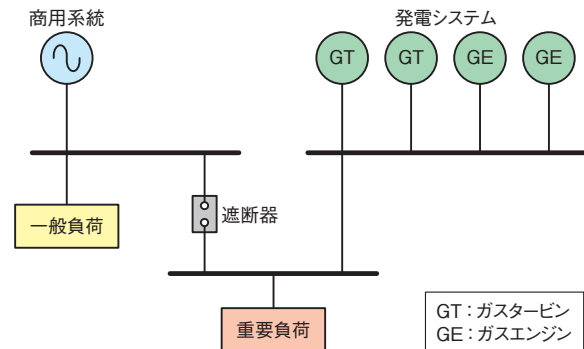 商用系統
発電システム
GT
GT
GE
GE
一般負荷
遮断器
重要負荷
GT：ガスタービン
GE：ガスエンジン